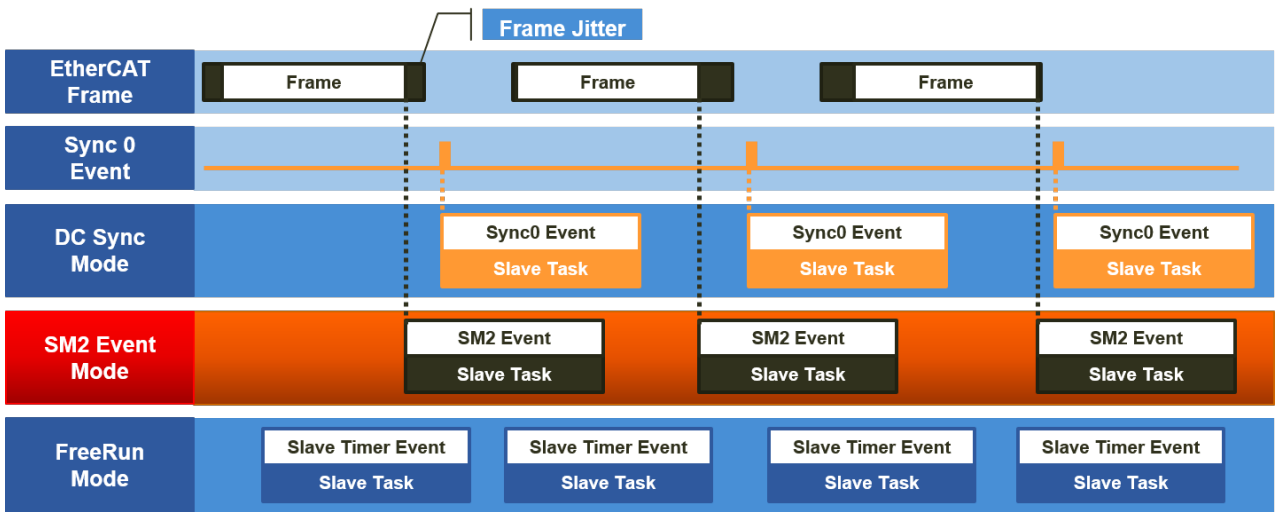 Frame Jitter
EtherCAT
Frame
Frame
Frame
Frame
Sync 0
Event
DC Sync
Mode
Sync0 Event
Slave Task
Sync0 Event
Slave Task
Sync0 Event
Slave Task
SM2 Event
Mode
SM2 Event
Slave Task
SM2 Event
Slave Task
SM2 Event
Slave Task
FreeRun
Mode
Slave Timer Event
Slave Task
Slave Timer Event
Slave Task
Slave Timer Event
Slave Task
Slave Timer Event
Slave Task